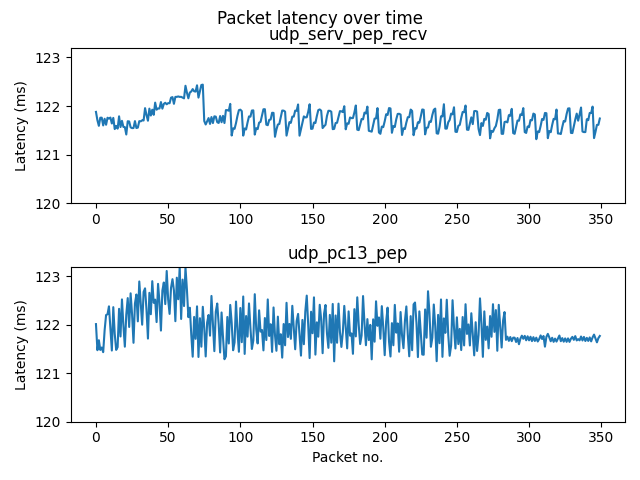 Packet latency over time
udp_serv_pep_recv
Latency (ms)
123
122
121
120
0 50 100 150 200 250 300 350
udp_pc13_pep
Latency (ms)
123
122
121
120
0 50 100 150 200 250 300 350
Packet no.